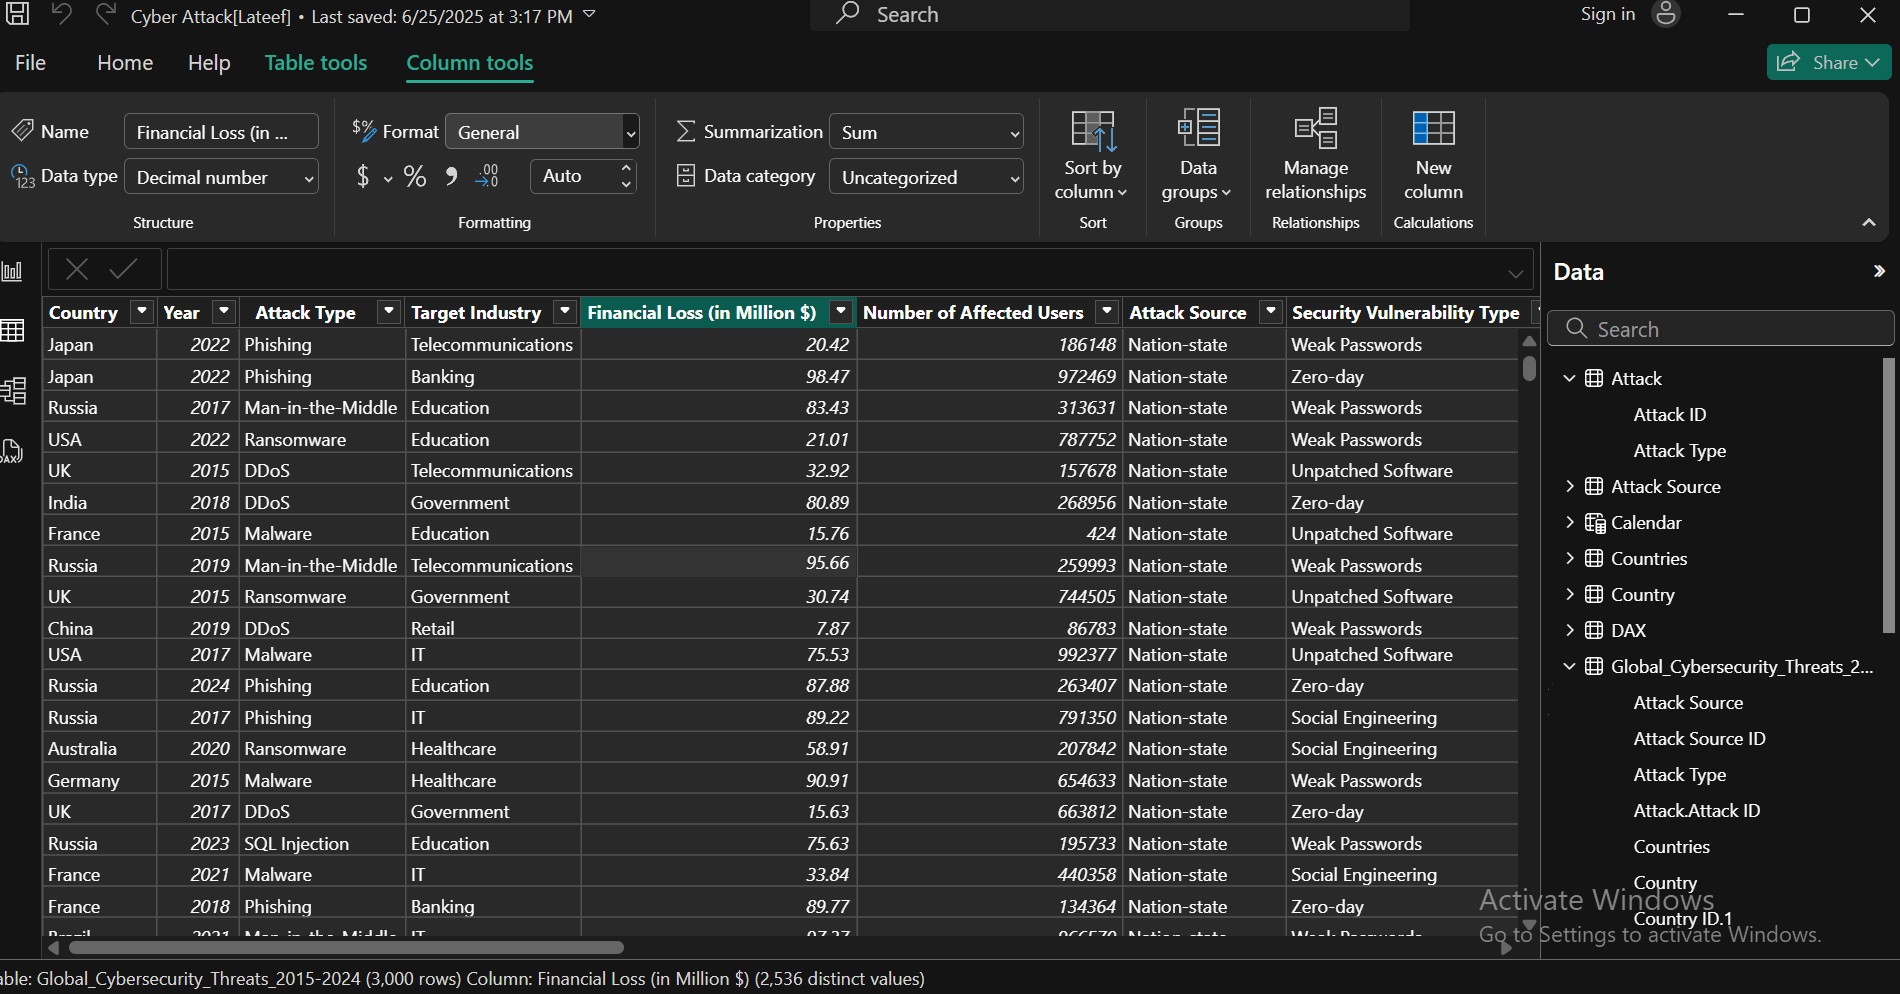 Cyber Attack[Lateef] • Last saved: 6/25/2025 at 3:17 PM
Search
Sign in
File Home Help Table tools Column tools
Share
Name Financial Loss (in ...
Data type Decimal number
Structure
$% Format General
$ % , .00 Auto
Formatting
Summarization Sum
Data category Uncategorized
Properties
Sort by
column
Sort
Data
groups
Groups
Manage
relationships
Relationships
New
column
Calculations
Country Year Attack Type Target Industry Financial Loss (in Million $) Number of Affected Users Attack Source Security Vulnerability Type
Japan 2022 Phishing Telecommunications 20.42 186148 Nation-state Weak Passwords
Japan 2022 Phishing Banking 98.47 972469 Nation-state Zero-day
Russia 2017 Man-in-the-Middle Education 83.43 313631 Nation-state Weak Passwords
USA 2022 Ransomware Education 21.01 787752 Nation-state Weak Passwords
UK 2015 DDoS Telecommunications 32.92 157678 Nation-state Unpatched Software
India 2018 DDoS Government 80.89 268956 Nation-state Zero-day
France 2015 Malware Education 15.76 424 Nation-state Unpatched Software
Russia 2019 Man-in-the-Middle Telecommunications 95.66 259993 Nation-state Weak Passwords
UK 2015 Ransomware Government 30.74 744505 Nation-state Unpatched Software
China 2019 DDoS Retail 7.87 86783 Nation-state Weak Passwords
USA 2017 Malware IT 75.53 992377 Nation-state Unpatched Software
Russia 2024 Phishing Education 87.88 263407 Nation-state Zero-day
Russia 2017 Phishing IT 89.22 791350 Nation-state Social Engineering
Australia 2020 Ransomware Healthcare 58.91 207842 Nation-state Social Engineering
Germany 2015 Malware Healthcare 90.91 654633 Nation-state Weak Passwords
UK 2017 DDoS Government 15.63 663812 Nation-state Zero-day
Russia 2023 SQL Injection Education 75.63 195733 Nation-state Weak Passwords
France 2021 Malware IT 33.84 440358 Nation-state Social Engineering
France 2018 Phishing Banking 89.77 134364 Nation-state Zero-day
Data
Search
Attack
Attack ID
Attack Type
Attack Source
Calendar
Countries
Country
DAX
Global_Cybersecurity_Threats_2...
Attack Source
Attack Source ID
Attack Type
Attack.Attack ID
Countries
Country
Country ID.1
Activate Windows
Go to Settings to activate Windows.
able: Global_Cybersecurity_Threats_2015-2024 (3,000 rows) Column: Financial Loss (in Million $) (2,536 distinct values)